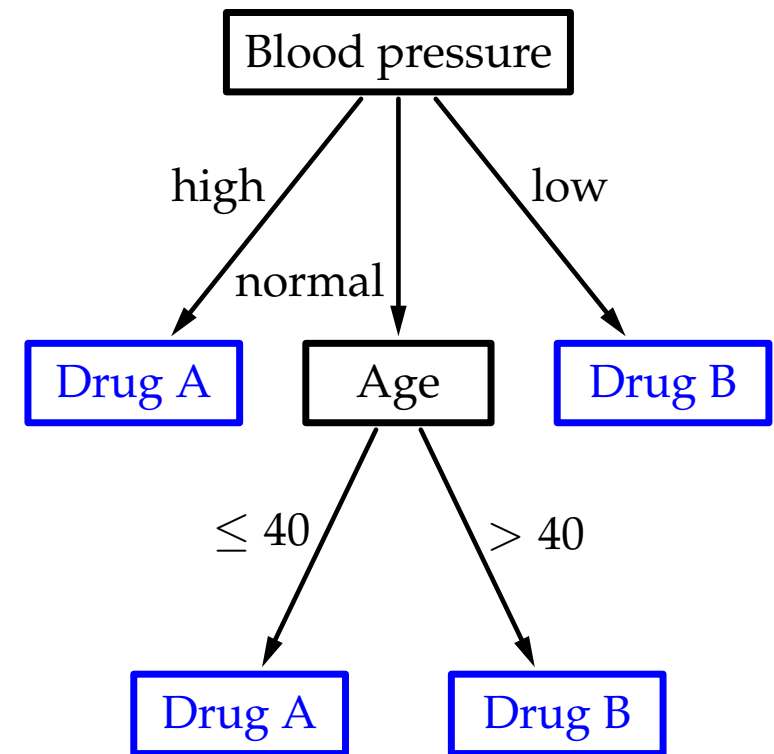 Blood pressure
high
low
normal
Drug A
Age
Drug B
≤ 40
> 40
Drug A
Drug B